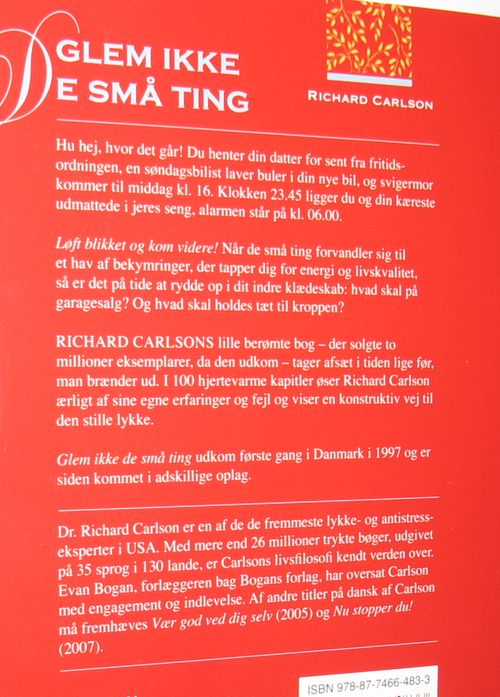 GLEM IKKE
DE SMÅ TING
RICHARD CARLSON
Hu hej, hvor det går! Du henter din datter for sent fra fritids-
ordningen, en søndagsbilist laver buler i din nye bil, og svigermor
kommer til middag kl. 16. Klokken 23.45 ligger du og din kæreste
udmattede i jeres seng, alarmen står på kl. 06.00.
Løft blikket og kom videre! Når de små ting forvandler sig til
et hav af bekymringer, der tapper dig for energi og livskvalitet,
så er det på tide at rydde op i dit indre klædeskab: hvad skal på
garagesalg? Og hvad skal holdes tæt til kroppen?
RICHARD CARLSONS lille berømte bog – der solgte to
millioner eksemplarer, da den udkom – tager afsæt i tiden lige før,
man brænder ud. I 100 hjertevarme kapitler øser Richard Carlson
ærligt af sine egne erfaringer og fejl og viser en konstruktiv vej til
den stille lykke.
Glem ikke de små ting udkom første gang i Danmark i 1997 og er
siden kommet i adskillige oplag.
Dr. Richard Carlson er en af de de fremmeste lykke- og antistress-
eksperter i USA. Med mere end 26 millioner trykte bøger, udgivet
på 35 sprog i 130 lande, er Carlsons livsfilosofi kendt verden over.
Evan Bogan, forlæggeren bag Bogans forlag, har oversat Carlson
med engagement og indlevelse. Af andre titler på dansk af Carlson
må fremhæves Vær god ved dig selv (2005) og Nu stopper du!
(2007).
ISBN 978-87-7466-483-3